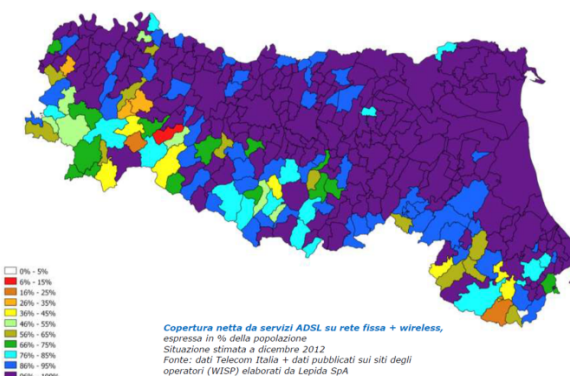 0% - 5%
6% - 15%
16% - 25%
26% - 35%
36% - 45%
46% - 55%
56% - 65%
66% - 75%
76% - 85%
86% - 95%
96% - 100%
Copertura netta da servizi ADSL su rete fissa + wireless,
espressa in % della popolazione
Situazione stimata a dicembre 2012
Fonte: dati Telecom Italia + dati pubblicati sui siti degli
operatori (WISP) elaborati da Lepida SpA